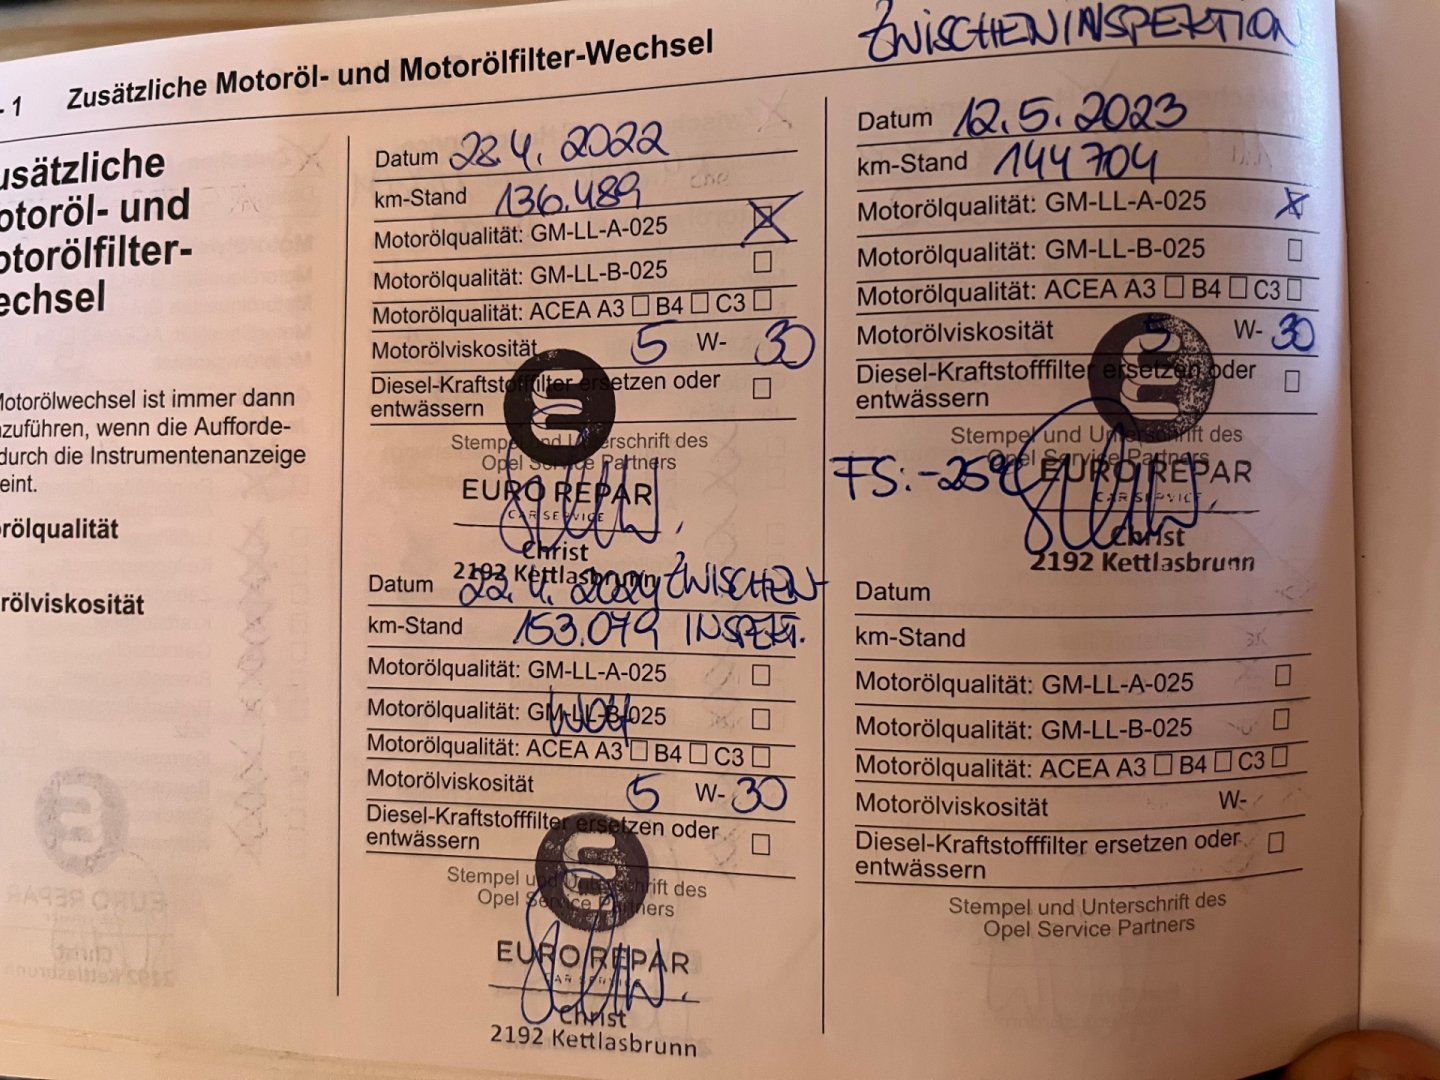 - 1 Zusätzliche Motoröl- und Motorölfilter-Wechsel
ZWISCHENINSPEKTION
usätzliche
otoröl- und
otorölfilter-
echsel
Motorölwechsel ist immer dann
zuführen, wenn die Aufforde-
durch die Instrumentenanzeige
eint.
rölqualität
rölviskosität
Datum 28.4. 2022
km-Stand 136.489
Motorölqualität: GM-LL-A-025
Motorölqualität: GM-LL-B-025
Motorölqualität: ACEA A3 B4 C3
Motorölviskosität 5 W- 30
Diesel-Kraftstofffilter ersetzen oder
entwässern
Stempel und Unterschrift des
Opel Service Partners
EURO REPAR
CAR SERVICE
Christ
2192 Kettlasbrunn
Datum 22.4. 2024 ZWISCHEN-
km-Stand 153.079 INSPEKT.
Motorölqualität: GM-LL-A-025
Motorölqualität: GM-LL-B-025
Motorölqualität: ACEA A3 B4 C3
Motorölviskosität 5 W- 30
Diesel-Kraftstofffilter ersetzen oder
entwässern
Stempel und Unterschrift des
Opel Service Partners
EURO REPAR
CAR SERVICE
Christ
2192 Kettlasbrunn
Datum 12.5.2023
km-Stand 144704
Motorölqualität: GM-LL-A-025
Motorölqualität: GM-LL-B-025
Motorölqualität: ACEA A3 B4 C3
Motorölviskosität 5 W- 30
Diesel-Kraftstofffilter ersetzen oder
entwässern
Stempel und Unterschrift des
Opel Service Partners
FS: -25°C
EURO REPAR
CAR SERVICE
Christ
2192 Kettlasbrunn
Datum
km-Stand
Motorölqualität: GM-LL-A-025
Motorölqualität: GM-LL-B-025
Motorölqualität: ACEA A3 B4 C3
Motorölviskosität W-
Diesel-Kraftstofffilter ersetzen oder
entwässern
Stempel und Unterschrift des
Opel Service Partners